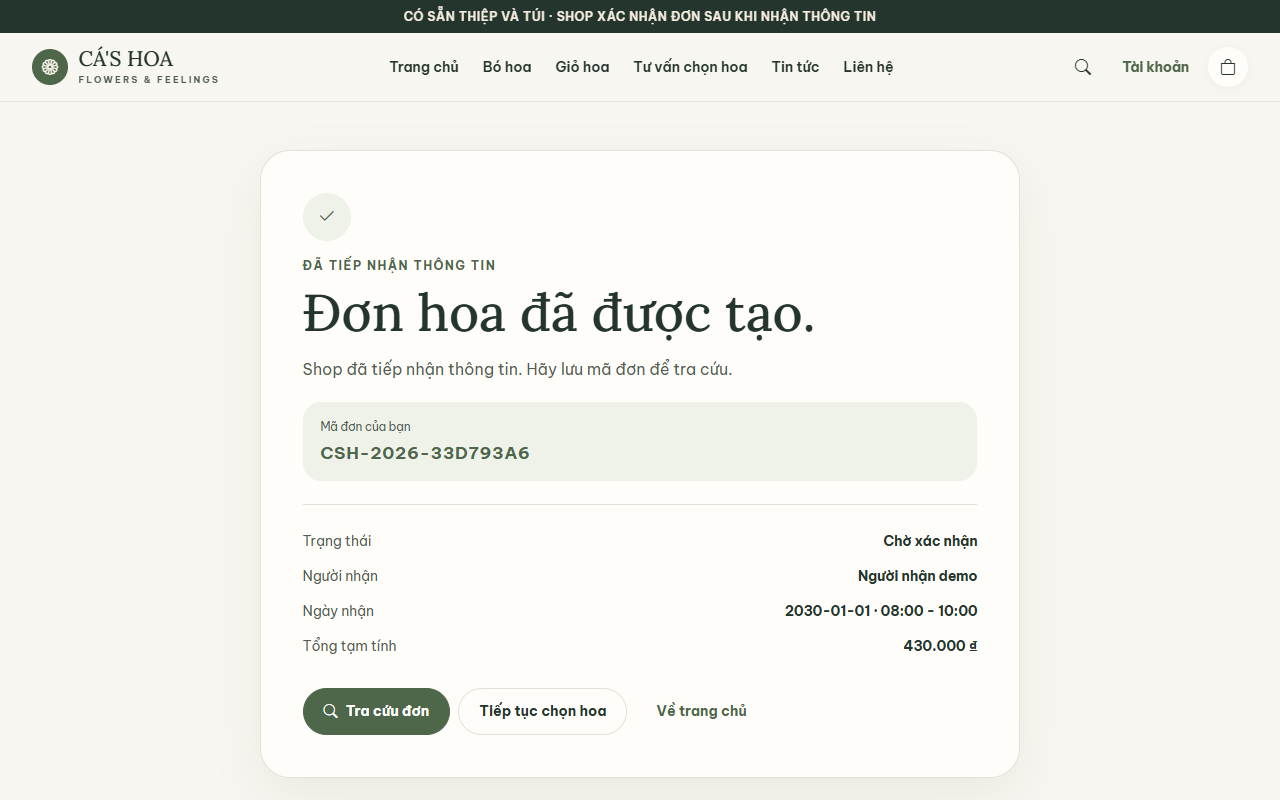 CÓ SẴN THIỆP VÀ TÚI · SHOP XÁC NHẬN ĐƠN SAU KHI NHẬN THÔNG TIN
CÁ'S HOA
FLOWERS & FEELINGS
Trang chủ
Bó hoa
Giỏ hoa
Tư vấn chọn hoa
Tin tức
Liên hệ
Tài khoản
ĐÃ TIẾP NHẬN THÔNG TIN
Đơn hoa đã được tạo.
Shop đã tiếp nhận thông tin. Hãy lưu mã đơn để tra cứu.
Mã đơn của bạn
CSH-2026-33D793A6
Trạng thái Chờ xác nhận
Người nhận Người nhận demo
Ngày nhận 2030-01-01 · 08:00 - 10:00
Tổng tạm tính 430.000 ₫
Tra cứu đơn
Tiếp tục chọn hoa
Về trang chủ